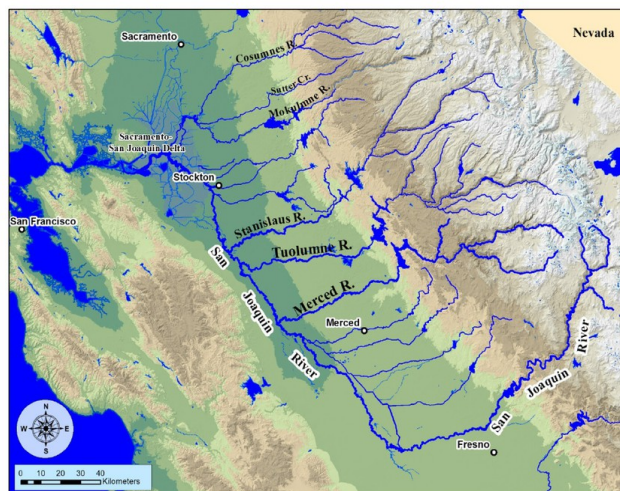 Nevada
Sacramento
Cosumnes R.
Sutter Cr.
Mokulmne R.
Sacramento-
San Joaquin Delta
Stockton
San Francisco
Stanislaus R.
Tuolumne R.
Merced R.
Merced
San
Joaquin
River
San
Joaquin
River
Fresno
N
W
E
S
0 10 20 30 40
Kilometers